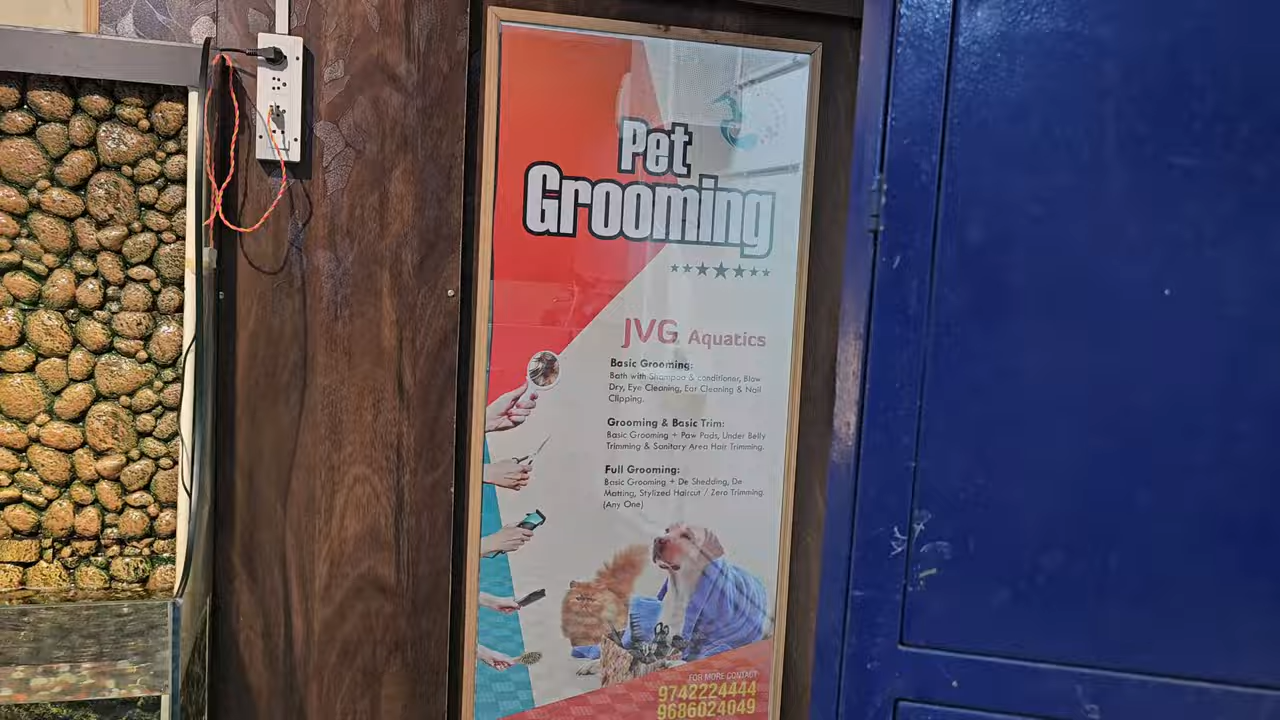 Pet
Grooming
JVG Aquatics
Basic Grooming:
Bath with Shampoo & conditioner, Blow
Dry, Eye Cleaning, Ear Cleaning & Nail
Clipping.
Grooming & Basic Trim:
Basic Grooming + Paw Pads, Under Belly
Trimming & Sanitary Area Hair Trimming.
Full Grooming:
Basic Grooming + De Shedding, De
Matting, Stylized Haircut / Zero Trimming.
(Any One)
FOR MORE CONTACT
9742224444
9686024049